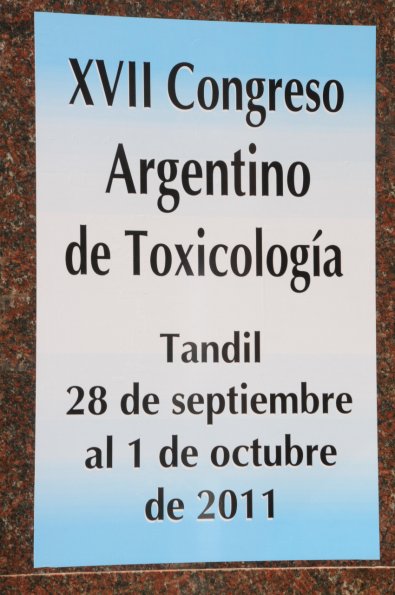 XVII Congreso
Argentino
de Toxicología
Tandil
28 de septiembre
al 1 de octubre
de 2011